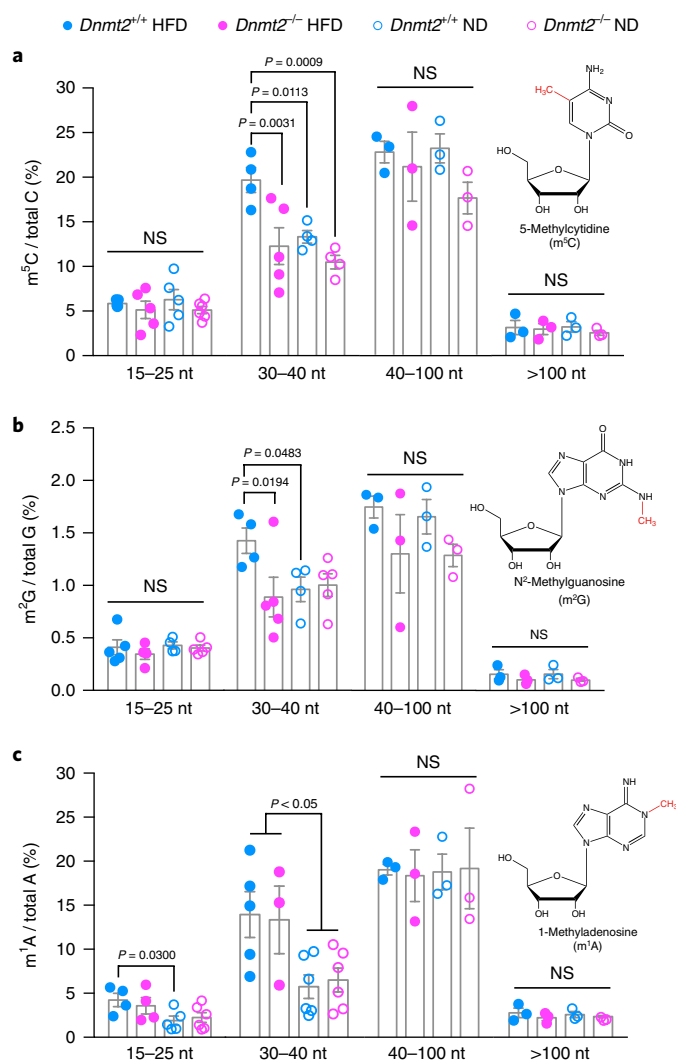 Dnmt2+/+ HFD Dnmt2−/− HFD Dnmt2+/+ ND Dnmt2−/− ND
a
m⁵C / total C (%)
30
25
20
15
10
5
0
NS
P = 0.0009
P = 0.0113
P = 0.0031
NS
NS
15–25 nt 30–40 nt 40–100 nt >100 nt
NH₂
H₃C
N
N
O
HO
O
OH OH
5-Methylcytidine
(m⁵C)
b
m²G / total G (%)
2.5
2.0
1.5
1.0
0.5
0.0
NS
P = 0.0483
P = 0.0194
NS
NS
15–25 nt 30–40 nt 40–100 nt >100 nt
O
N
NH
N
N
NH
CH₃
HO
O
OH OH
N²-Methylguanosine
(m²G)
c
m¹A / total A (%)
30
25
20
15
10
5
0
P = 0.0300
P < 0.05
NS
NS
15–25 nt 30–40 nt 40–100 nt >100 nt
NH
N
N
CH₃
N
N
HO
O
OH OH
1-Methyladenosine
(m¹A)